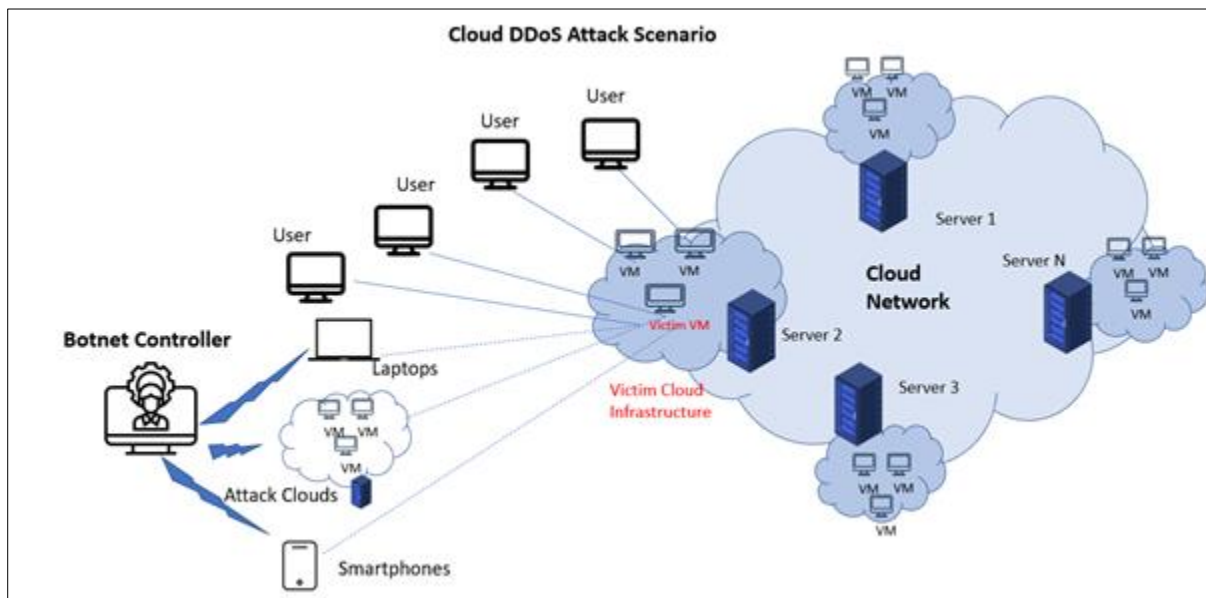 Cloud DDoS Attack Scenario
User
User
User
User
Botnet Controller
Laptops
VM
VM
VM
Attack Clouds
Smartphones
VM
VM
Victim VM
Victim Cloud
Infrastructure
Server 2
VM
VM
VM
Server 1
Cloud
Network
Server N
VM
VM
VM
Server 3
VM
VM
VM